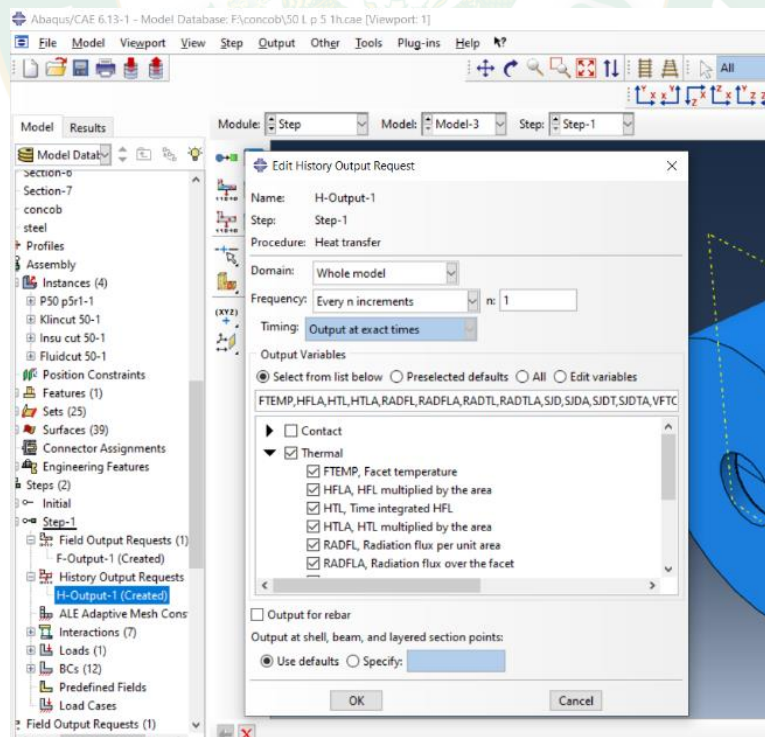 Abaqus/CAE 6.13-1 - Model Database: F:\concob\50 L p 5 1h.cae [Viewport: 1]
File Model Viewport View Step Output Other Tools Plug-ins Help
All
Model Results
Module: Step Model: Model-3 Step: Step-1
Model Datab
Section-6
Section-7
concob
steel
Profiles
Assembly
Instances (4)
P50 p5r1-1
Klincut 50-1
Insu cut 50-1
Fluidcut 50-1
Position Constraints
Features (1)
Sets (25)
Surfaces (39)
Connector Assignments
Engineering Features
Steps (2)
Initial
Step-1
Field Output Requests (1)
F-Output-1 (Created)
History Output Requests
H-Output-1 (Created)
ALE Adaptive Mesh Cons
Interactions (7)
Loads (1)
BCs (12)
Predefined Fields
Load Cases
Field Output Requests (1)
(XYZ)
Edit History Output Request
Name: H-Output-1
Step: Step-1
Procedure: Heat transfer
Domain: Whole model
Frequency: Every n increments n: 1
Timing: Output at exact times
Output Variables
Select from list below Preselected defaults All Edit variables
FTEMP,HFLA,HTL,HTLA,RADFL,RADFLA,RADTL,RADTLA,SJD,SJDA,SJDT,SJDTA,VFTC
Contact
Thermal
FTEMP, Facet temperature
HFLA, HFL multiplied by the area
HTL, Time integrated HFL
HTLA, HTL multiplied by the area
RADFL, Radiation flux per unit area
RADFLA, Radiation flux over the facet
Output for rebar
Output at shell, beam, and layered section points:
Use defaults Specify:
OK Cancel